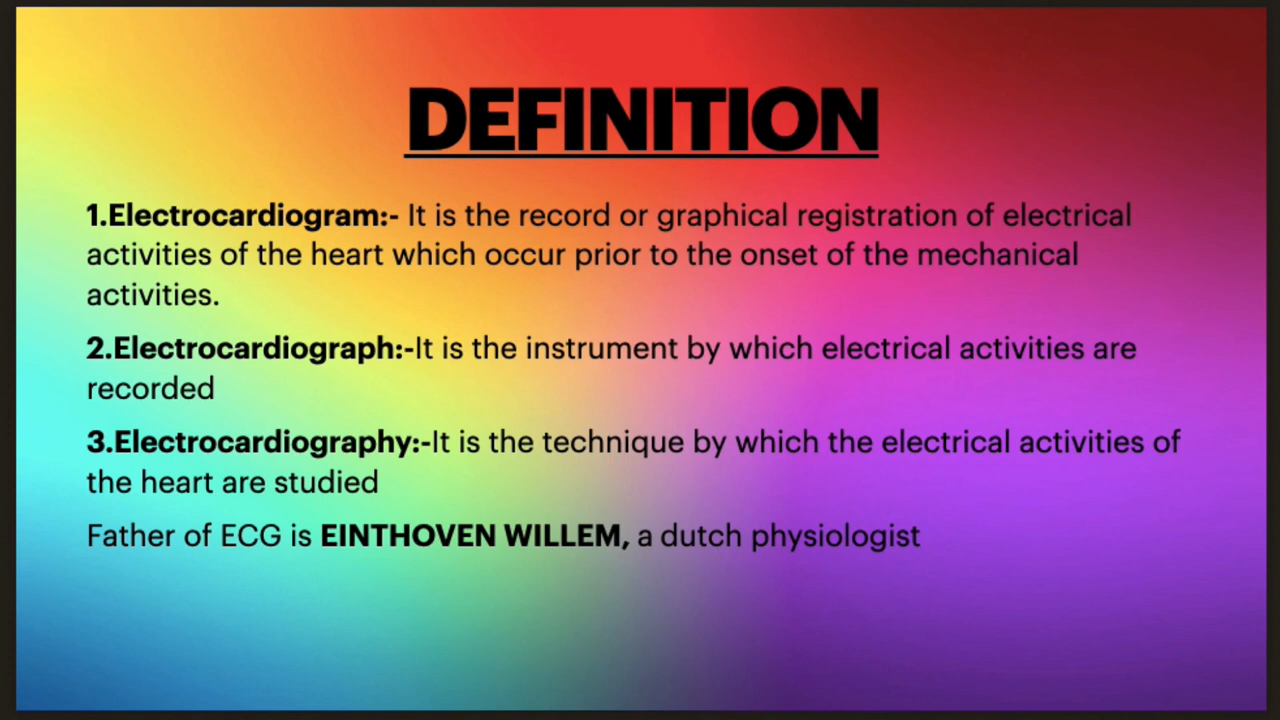 DEFINITION
1.Electrocardiogram:- It is the record or graphical registration of electrical
activities of the heart which occur prior to the onset of the mechanical
activities.
2.Electrocardiograph:-It is the instrument by which electrical activities are
recorded
3.Electrocardiography:-It is the technique by which the electrical activities of
the heart are studied
Father of ECG is EINTHOVEN WILLEM, a dutch physiologist